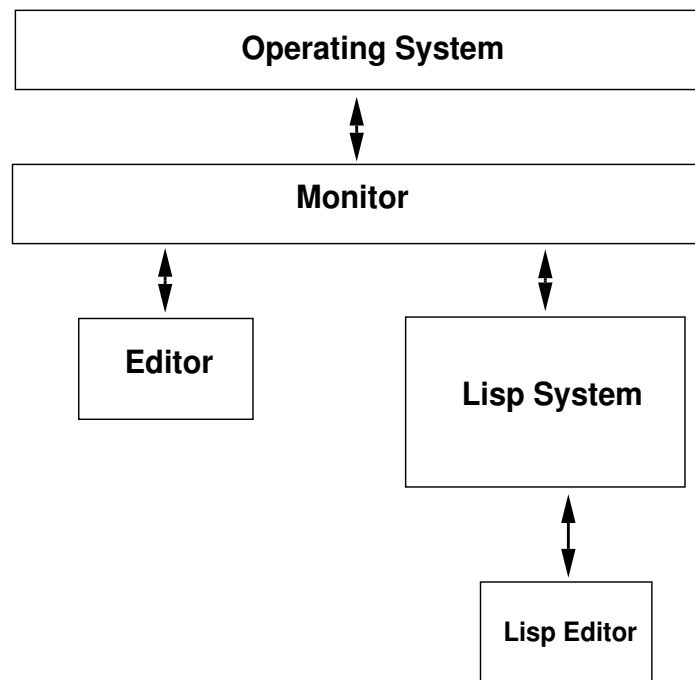 Operating System
Monitor
Editor
Lisp System
Lisp Editor